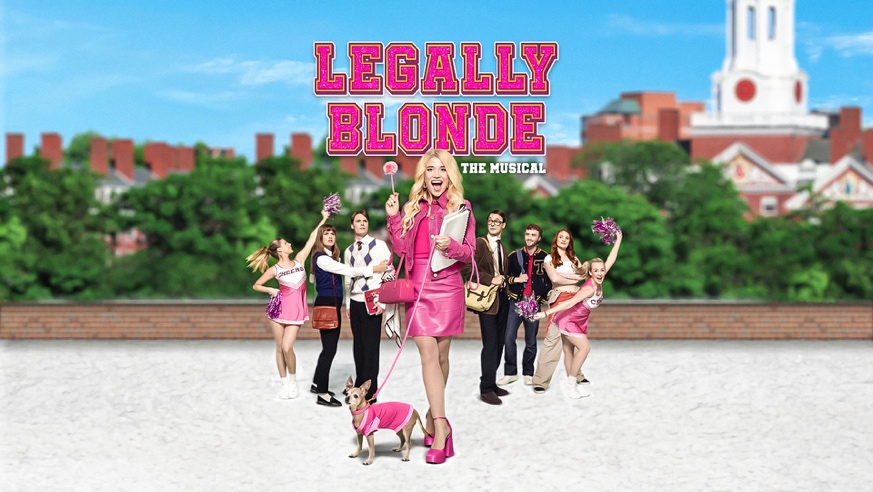 LEGALLY
BLONDE
THE MUSICAL
CHEERS